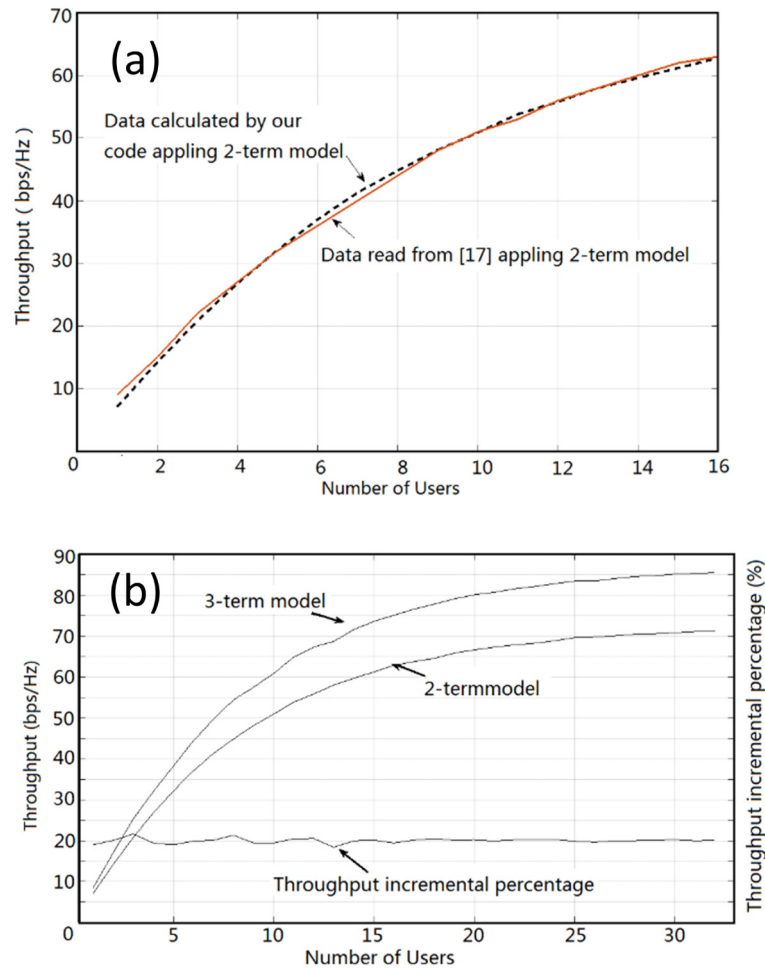 70
(a)
60
Data calculated by our
code appling 2-term model
50
40
Throughput ( bps/Hz )
Data read from [17] appling 2-term model
30
20
10
0 2 4 6 8 10 12 14 16
Number of Users
90
(b)
80
3-term model
70
2-termmodel
60
50
40
Throughput (bps/Hz)
Throughput incremental percentage (%)
30
20
Throughput incremental percentage
10
0 5 10 15 20 25 30
Number of Users